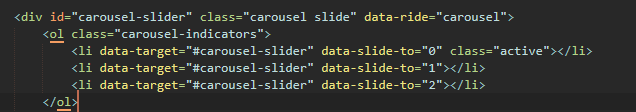 <div id="carousel-slider" class="carousel slide" data-ride="carousel">
<ol class="carousel-indicators">
<li data-target="#carousel-slider" data-slide-to="0" class="active"></li>
<li data-target="#carousel-slider" data-slide-to="1"></li>
<li data-target="#carousel-slider" data-slide-to="2"></li>
</ol>